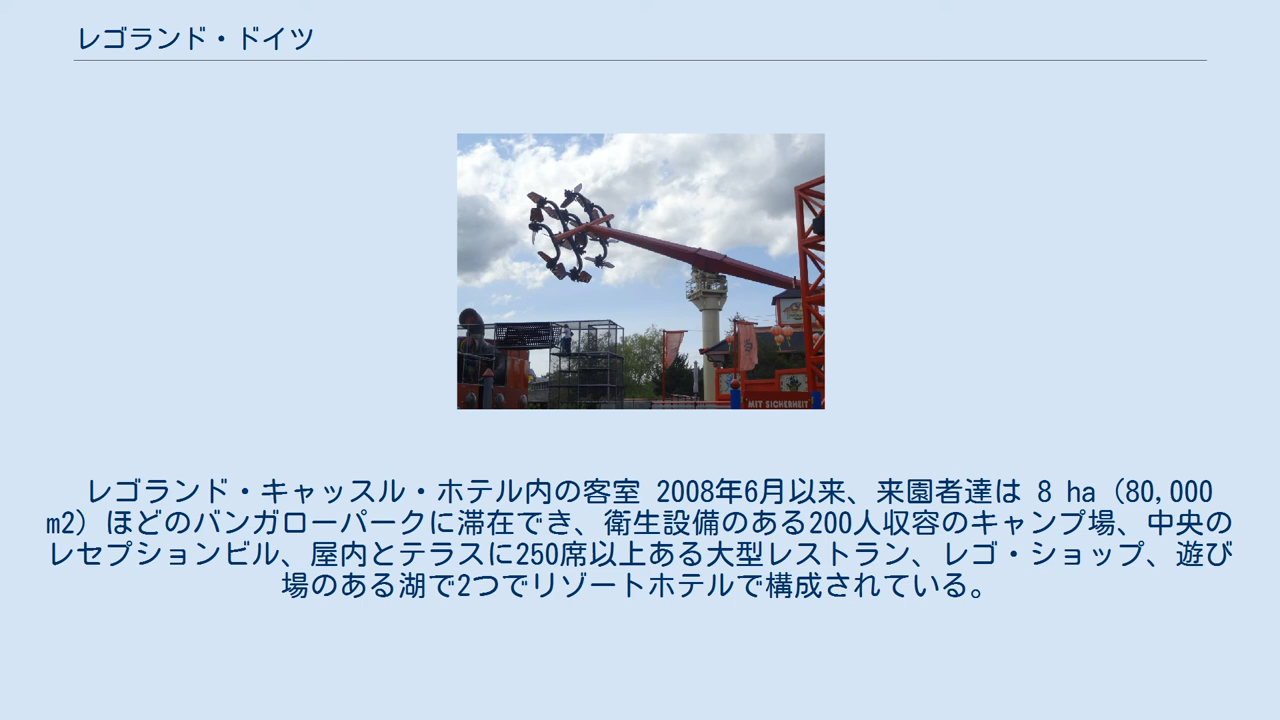 レゴランド・ドイツ
MIT SICHERHEIT
レゴランド・キャッスル・ホテル内の客室 2008年6月以来、来園者達は 8 ha（80,000
m2）ほどのバンガローパークに滞在でき、衛生設備のある200人収容のキャンプ場、中央の
レセプションビル、屋内とテラスに250席以上ある大型レストラン、レゴ・ショップ、遊び
場のある湖で2つでリゾートホテルで構成されている。